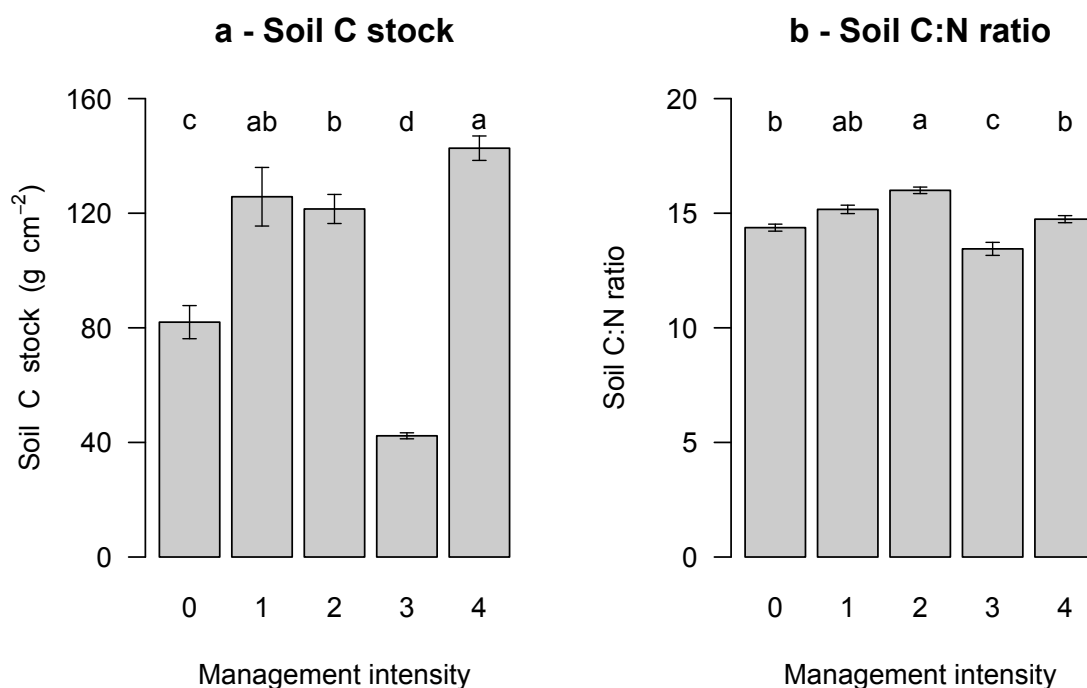 a - Soil C stock
Soil C stock (g cm−2)
160
120
80
40
0
c ab b d a
0 1 2 3 4
Management intensity
b - Soil C:N ratio
Soil C:N ratio
20
15
10
5
0
b ab a c b
0 1 2 3 4
Management intensity